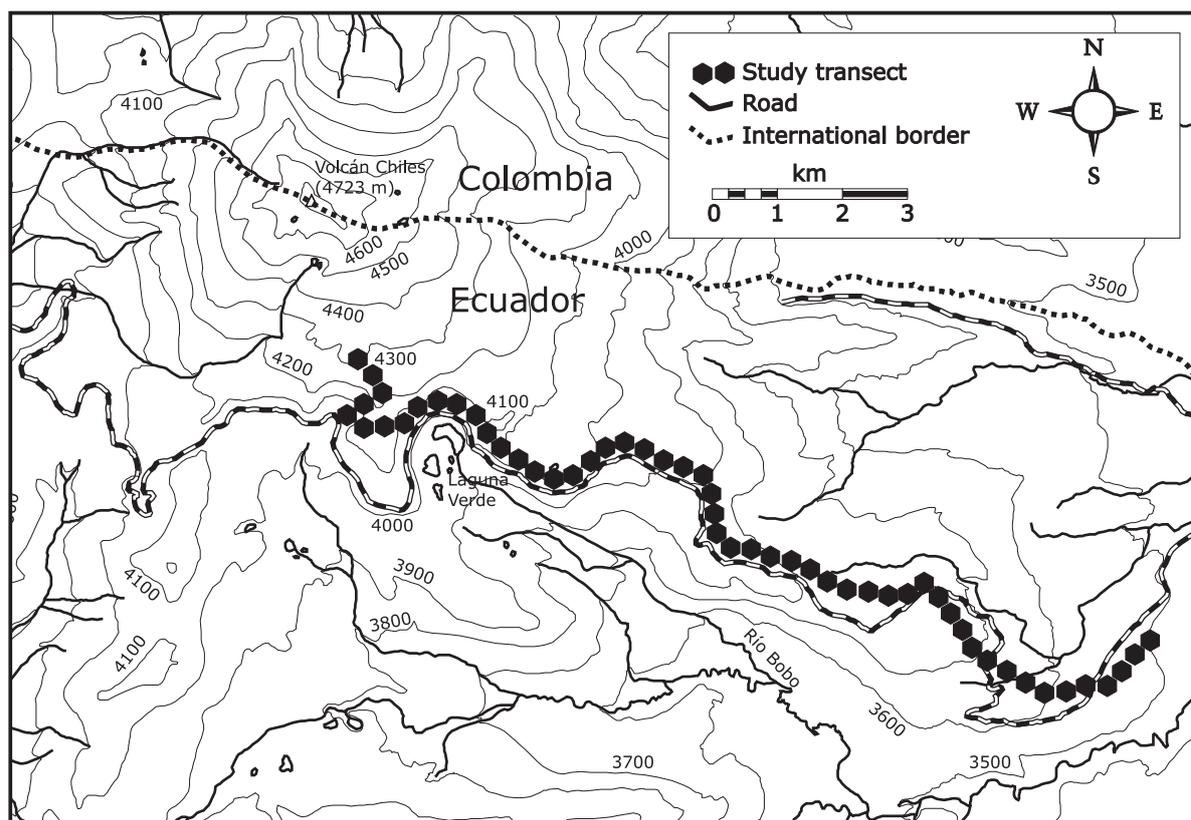 N
Study transect
4100
Road
W
E
International border
Volcán Chiles
(4723 m)
Colombia
S
km
0 1 2 3
4600
4000
4500
3500
Ecuador
4400
4200
4300
4100
Laguna
Verde
4000
3900
4100
3800
4100
Río Bobo
3600
3700
3500